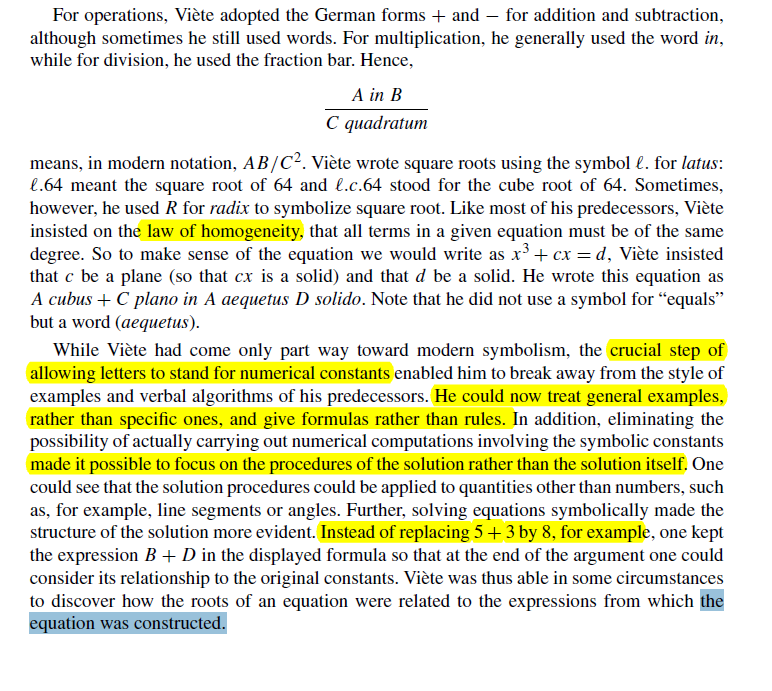 For operations, Viète adopted the German forms + and − for addition and subtraction,
although sometimes he still used words. For multiplication, he generally used the word in,
while for division, he used the fraction bar. Hence,
A in B
C quadratum
means, in modern notation, AB/C². Viète wrote square roots using the symbol ℓ. for latus:
ℓ.64 meant the square root of 64 and ℓ.c.64 stood for the cube root of 64. Sometimes,
however, he used R for radix to symbolize square root. Like most of his predecessors, Viète
insisted on the law of homogeneity, that all terms in a given equation must be of the same
degree. So to make sense of the equation we would write as x³ + cx = d, Viète insisted
that c be a plane (so that cx is a solid) and that d be a solid. He wrote this equation as
A cubus + C plano in A aequetus D solido. Note that he did not use a symbol for “equals”
but a word (aequetus).
While Viète had come only part way toward modern symbolism, the crucial step of
allowing letters to stand for numerical constants enabled him to break away from the style of
examples and verbal algorithms of his predecessors. He could now treat general examples,
rather than specific ones, and give formulas rather than rules. In addition, eliminating the
possibility of actually carrying out numerical computations involving the symbolic constants
made it possible to focus on the procedures of the solution rather than the solution itself. One
could see that the solution procedures could be applied to quantities other than numbers, such
as, for example, line segments or angles. Further, solving equations symbolically made the
structure of the solution more evident. Instead of replacing 5 + 3 by 8, for example, one kept
the expression B + D in the displayed formula so that at the end of the argument one could
consider its relationship to the original constants. Viète was thus able in some circumstances
to discover how the roots of an equation were related to the expressions from which the
equation was constructed.